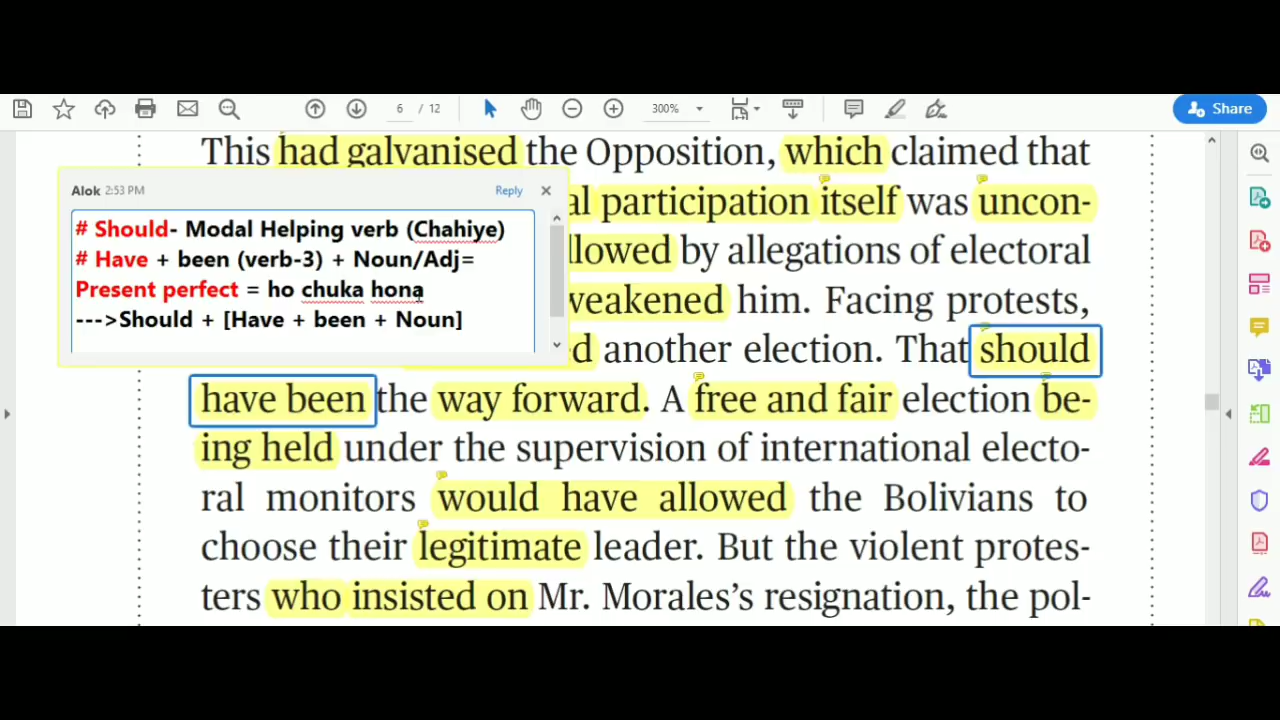 6 / 12
300%
Share
This had galvanised the Opposition, which claimed that
Alok 2:53 PM
Reply
# Should- Modal Helping verb (Chahiye)
# Have + been (verb-3) + Noun/Adj=
Present perfect = ho chuka hona
--->Should + [Have + been + Noun]
al participation itself was uncon-
llowed by allegations of electoral
weakened him. Facing protests,
d another election. That should
have been the way forward. A free and fair election be-
ing held under the supervision of international electo-
ral monitors would have allowed the Bolivians to
choose their legitimate leader. But the violent protes-
ters who insisted on Mr. Morales's resignation, the pol-